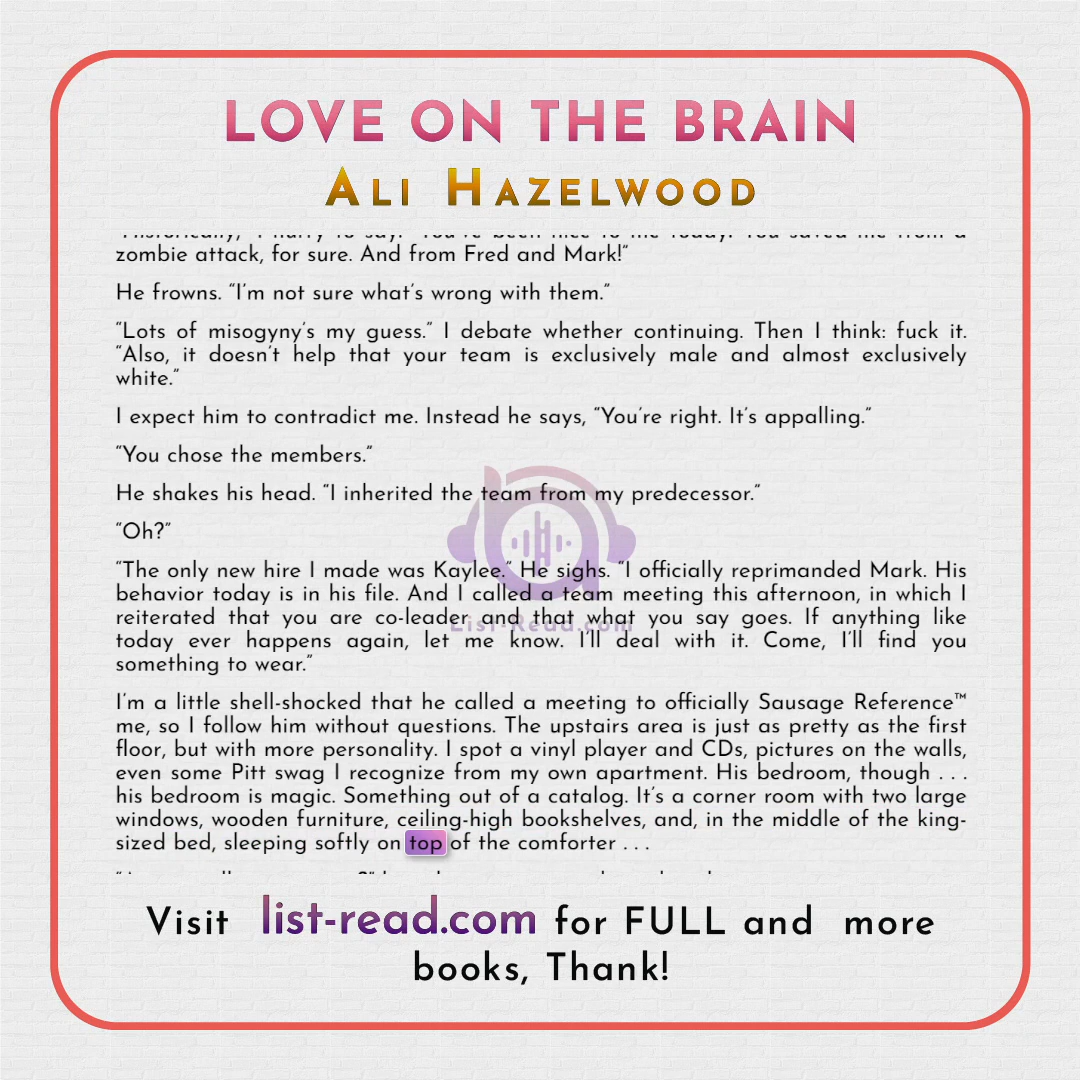 LOVE ON THE BRAIN
ALI HAZELWOOD
zombie attack, for sure. And from Fred and Mark!”
He frowns. “I’m not sure what’s wrong with them.”
“Lots of misogyny’s my guess.” I debate whether continuing. Then I think: fuck it.
“Also, it doesn’t help that your team is exclusively male and almost exclusively
white.”
I expect him to contradict me. Instead he says, “You’re right. It’s appalling.”
“You chose the members.”
He shakes his head. “I inherited the team from my predecessor.”
“Oh?”
“The only new hire I made was Kaylee.” He sighs. “I officially reprimanded Mark. His
behavior today is in his file. And I called a team meeting this afternoon, in which I
reiterated that you are co-leader and that what you say goes. If anything like
List-Read.com
today ever happens again, let me know. I’ll deal with it. Come, I’ll find you
something to wear.”
I’m a little shell-shocked that he called a meeting to officially Sausage Reference™
me, so I follow him without questions. The upstairs area is just as pretty as the first
floor, but with more personality. I spot a vinyl player and CDs, pictures on the walls,
even some Pitt swag I recognize from my own apartment. His bedroom, though . . .
his bedroom is magic. Something out of a catalog. It’s a corner room with two large
windows, wooden furniture, ceiling-high bookshelves, and, in the middle of the king-
sized bed, sleeping softly on top of the comforter . . .
Visit list-read.com for FULL and more
books, Thank!